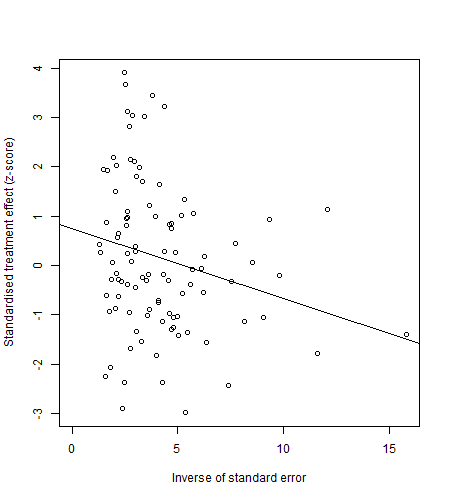 Standardised treatment effect (z-score)
4
3
2
1
0
-1
-2
-3
0 5 10 15
Inverse of standard error